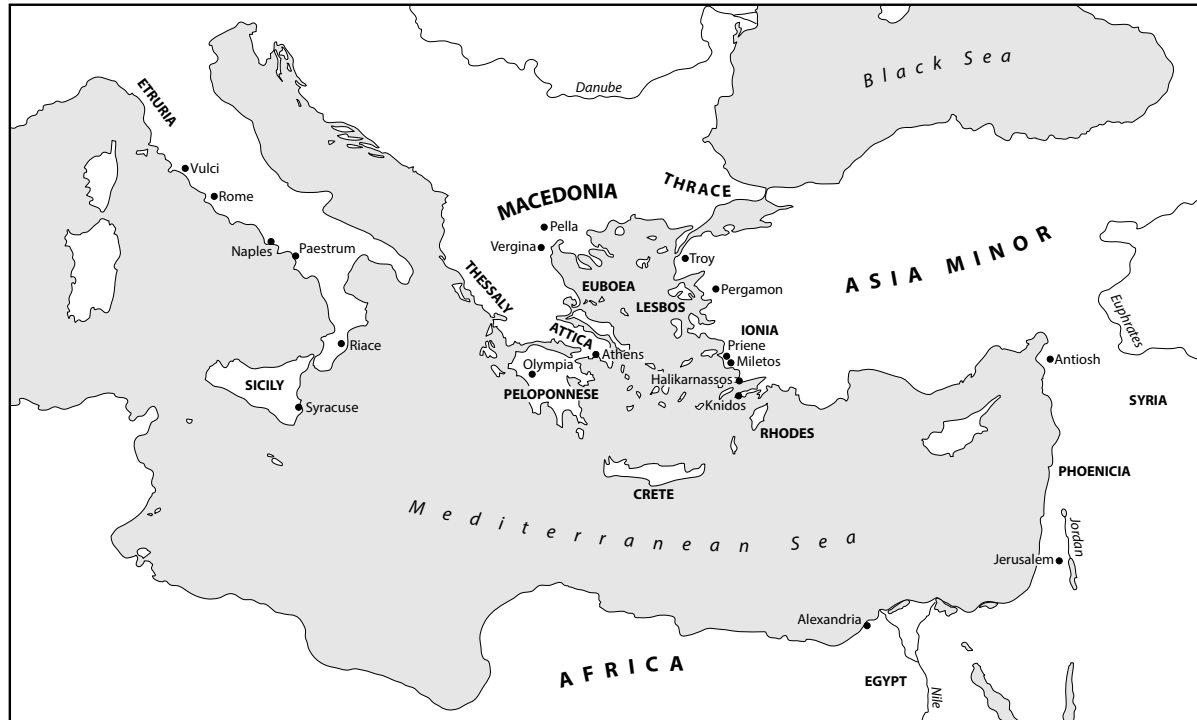 Black Sea
Danube
ETRURIA
Vulci
THRACE
Rome
MACEDONIA
Pella
Naples
Paestrum
Vergina
Troy
ASIA MINOR
THESSALY
EUBOEA
Pergamon
LESBOS
Euphrates
IONIA
ATTICA
Riace
Priene
Athens
Miletos
Antiosh
Olympia
SICILY
Halikarnassos
PELOPONNESE
Knidos
SYRIA
Syracuse
RHODES
PHOENICIA
CRETE
Mediterranean Sea
Jordan
Jerusalem
Alexandria
AFRICA
EGYPT
Nile